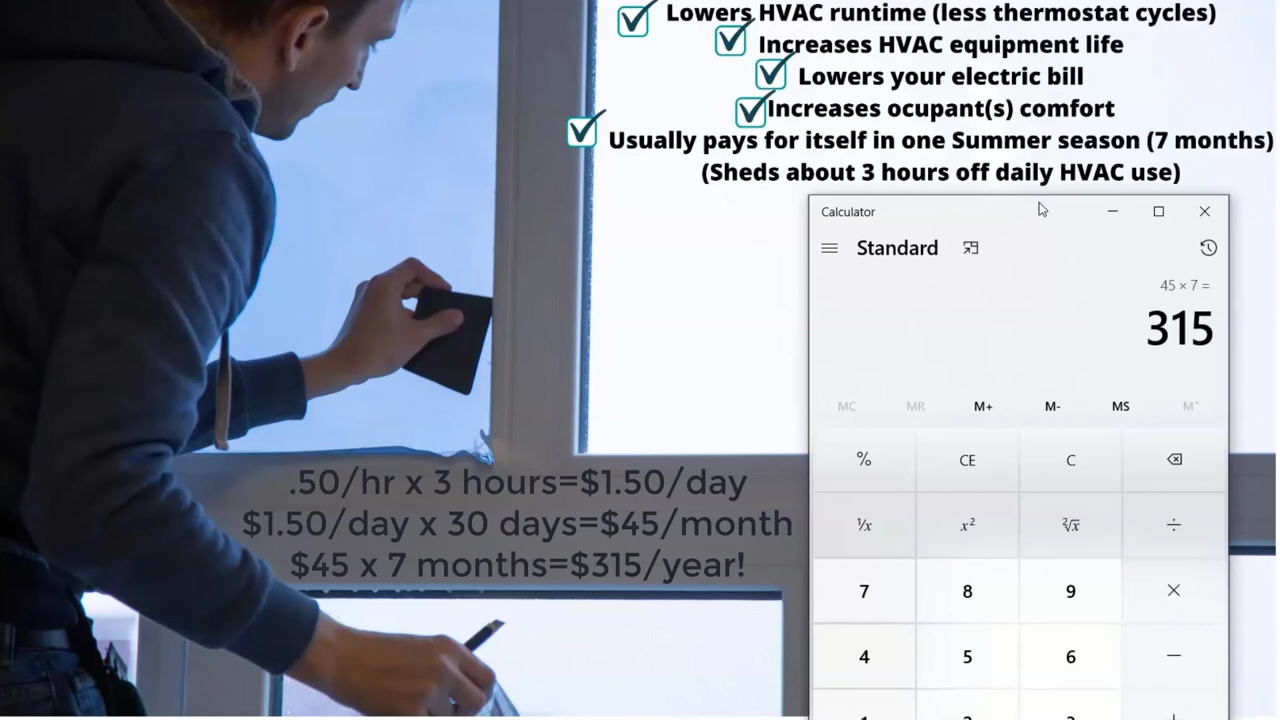 Lowers HVAC runtime (less thermostat cycles)
Increases HVAC equipment life
Lowers your electric bill
Increases ocupant(s) comfort
Usually pays for itself in one Summer season (7 months)
(Sheds about 3 hours off daily HVAC use)
Calculator
Standard
45 × 7 =
315
MC MR M+ M- MS M˅
% CE C
¹/x x² ²√x ÷
7 8 9 ×
4 5 6 −
.50/hr x 3 hours=$1.50/day
$1.50/day x 30 days=$45/month
$45 x 7 months=$315/year!